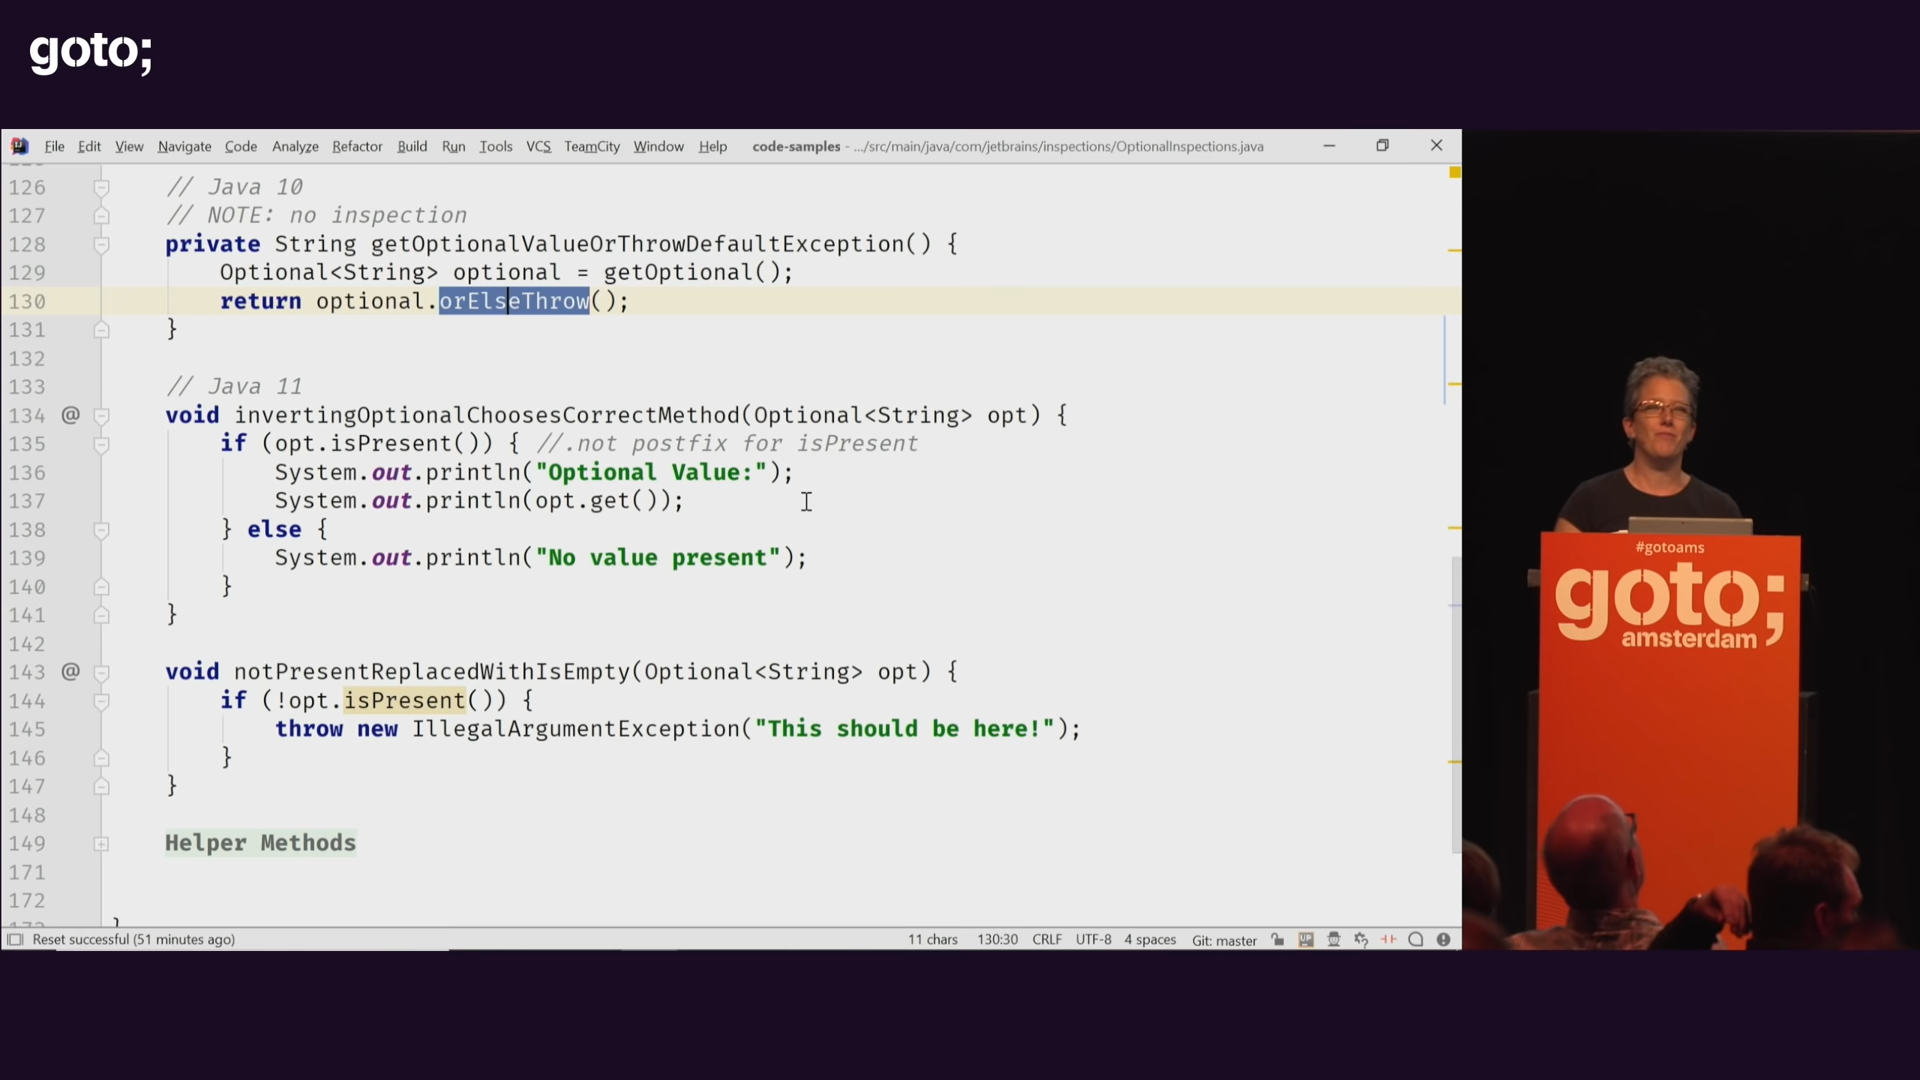 goto;
File Edit View Navigate Code Analyze Refactor Build Run Tools VCS TeamCity Window Help code-samples - .../src/main/java/com/jetbrains/inspections/OptionalInspections.java
126 // Java 10
127 // NOTE: no inspection
128 private String getOptionalValueOrThrowDefaultException() {
129 Optional<String> optional = getOptional();
130 return optional.orElseThrow();
131 }
132
133 // Java 11
134 @ void invertingOptionalChoosesCorrectMethod(Optional<String> opt) {
135 if (opt.isPresent()) { //.not postfix for isPresent
136 System.out.println("Optional Value:");
137 System.out.println(opt.get());
138 } else {
139 System.out.println("No value present");
140 }
141 }
142
143 @ void notPresentReplacedWithIsEmpty(Optional<String> opt) {
144 if (!opt.isPresent()) {
145 throw new IllegalArgumentException("This should be here!");
146 }
147 }
148
149 Helper Methods
171
172
Reset successful (51 minutes ago) 11 chars 130:30 CRLF UTF-8 4 spaces Git: master
#gotoams
goto;
amsterdam